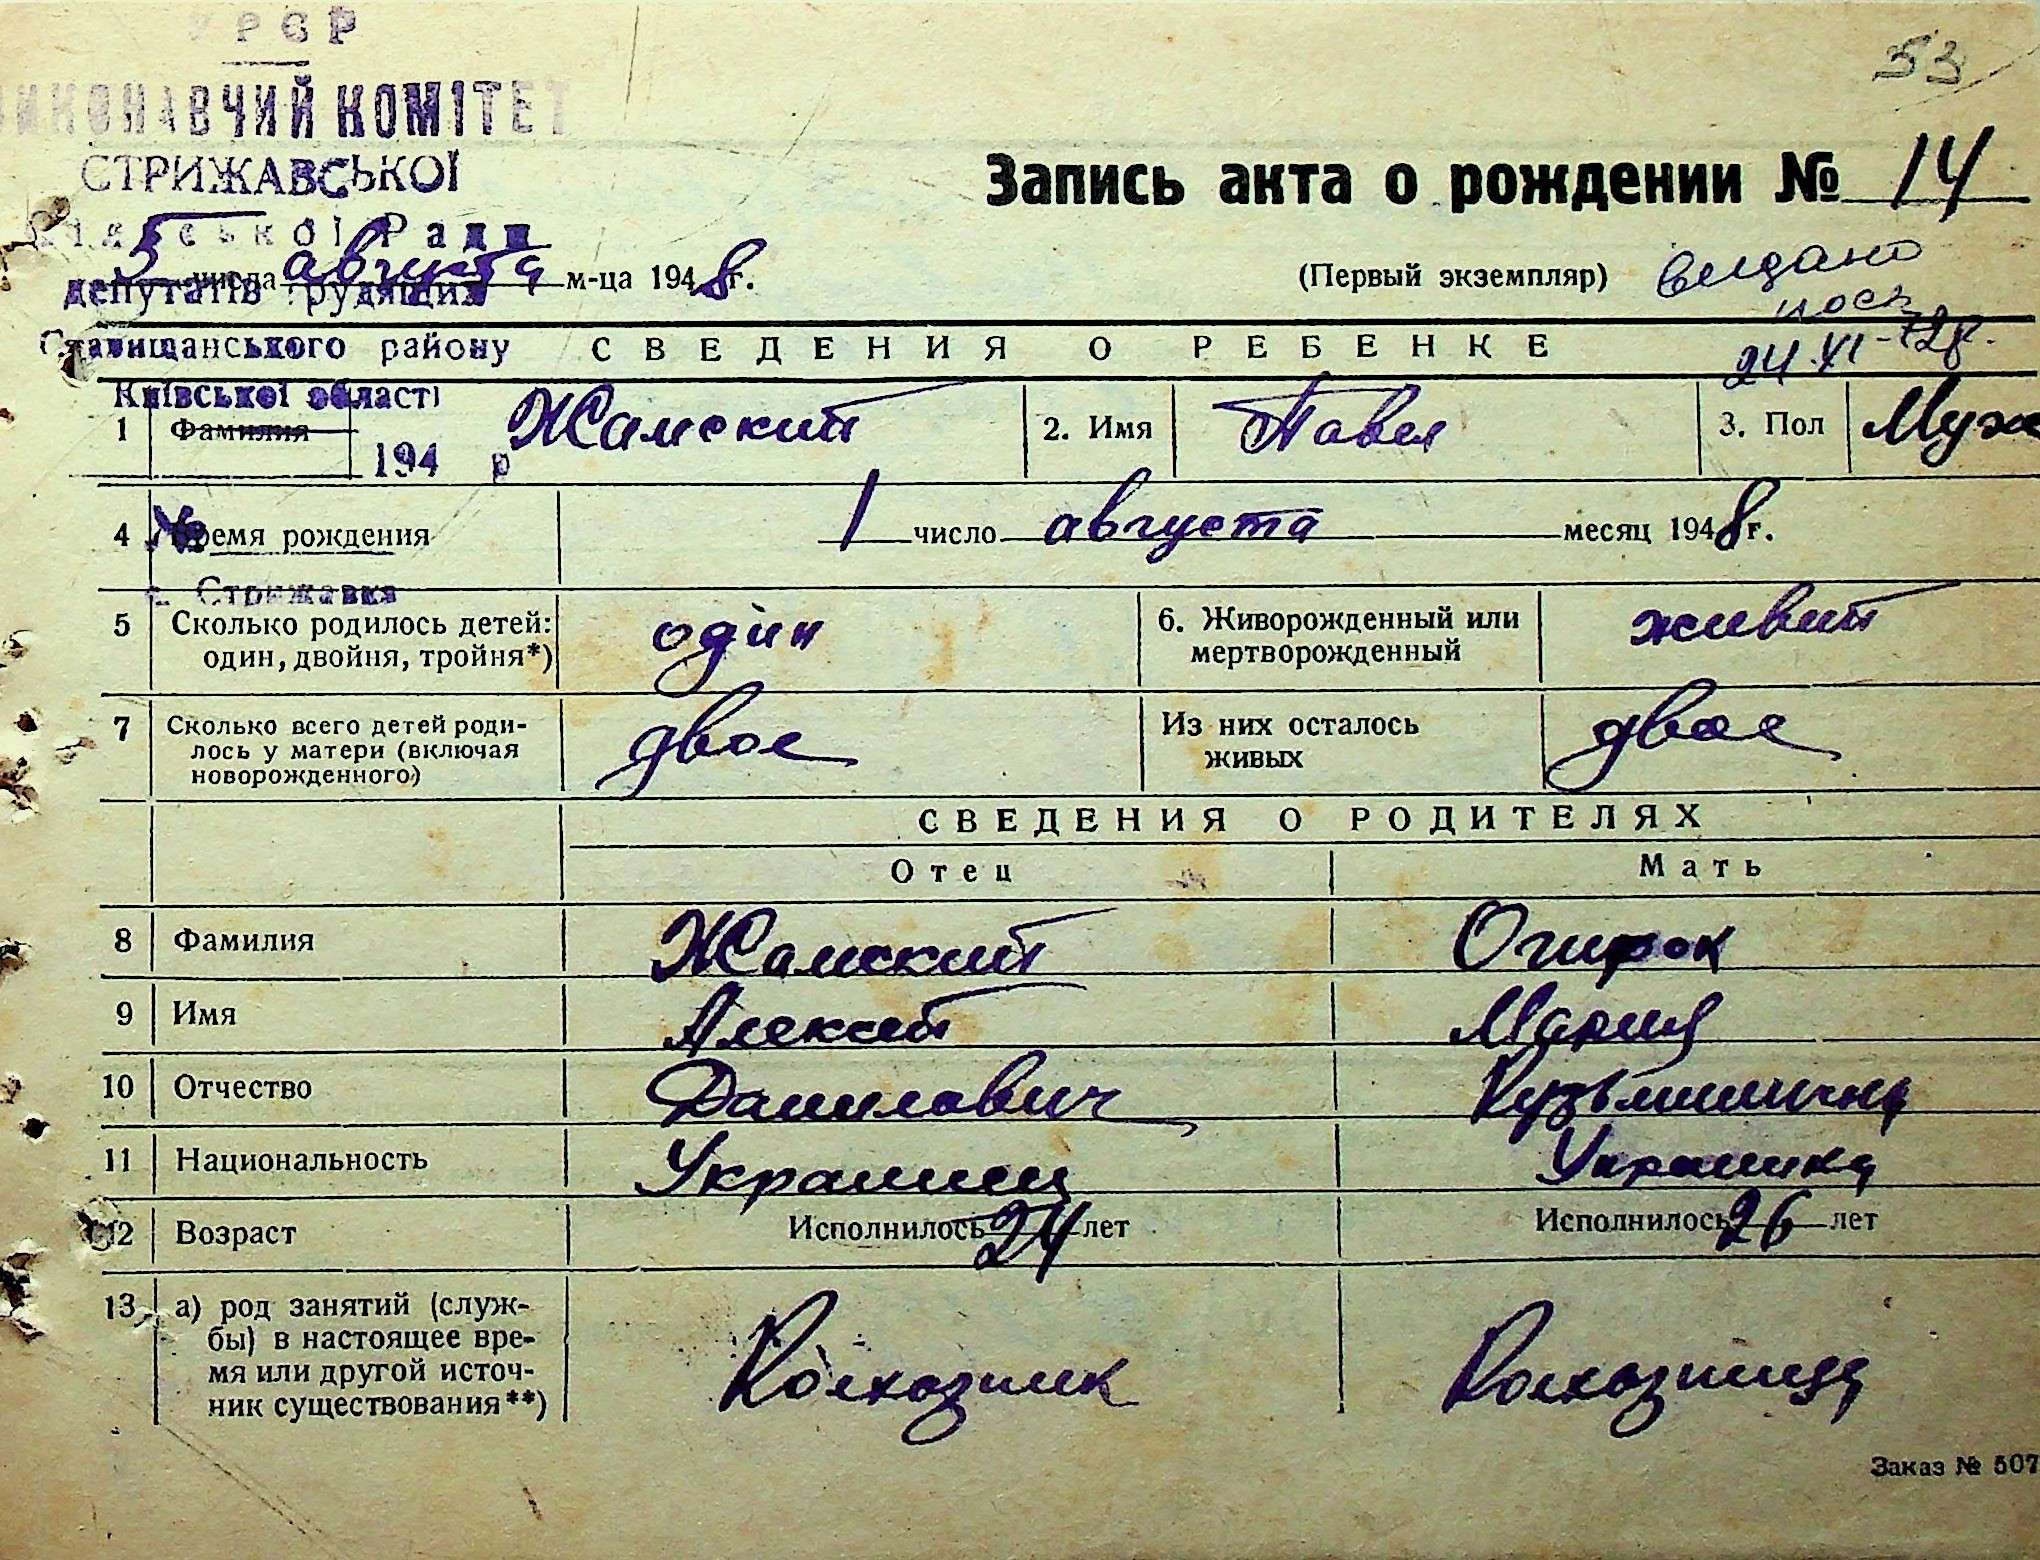 УРСР
53
ВИКОНАВЧИЙ КОМІТЕТ
СТРИЖАВСЬКОЇ
Запись акта о рождении № 14
сільської Ради
5 числа августа м-ца 1948 г.
(Первый экземпляр)
выдано
депутатів трудящих
24.XI-72г.
Ставищанського району
СВЕДЕНИЯ О РЕБЕНКЕ
Київської області
1 Фамилия Жамский 2. Имя Павел 3. Пол Муж
194 р
4 Время рождения 1 число августа месяц 1948 г.
с. Стрижавка
5 Сколько родилось детей: один, двойня, тройня*) один 6. Живорожденный или мертворожденный живий
7 Сколько всего детей роди-
лось у матери (включая
новорожденного) двое Из них осталось
живых двое
СВЕДЕНИЯ О РОДИТЕЛЯХ
Отец Мать
8 Фамилия Жамский Огирок
9 Имя Алексей Мария
10 Отчество Данилович Кузьминична
11 Национальность Украинец Украинка
12 Возраст Исполнилось 24 лет Исполнилось 26 лет
13 а) род занятий (служ-
бы) в настоящее вре-
мя или другой источ-
ник существования**) Колхозник Колхозница
Заказ № 507